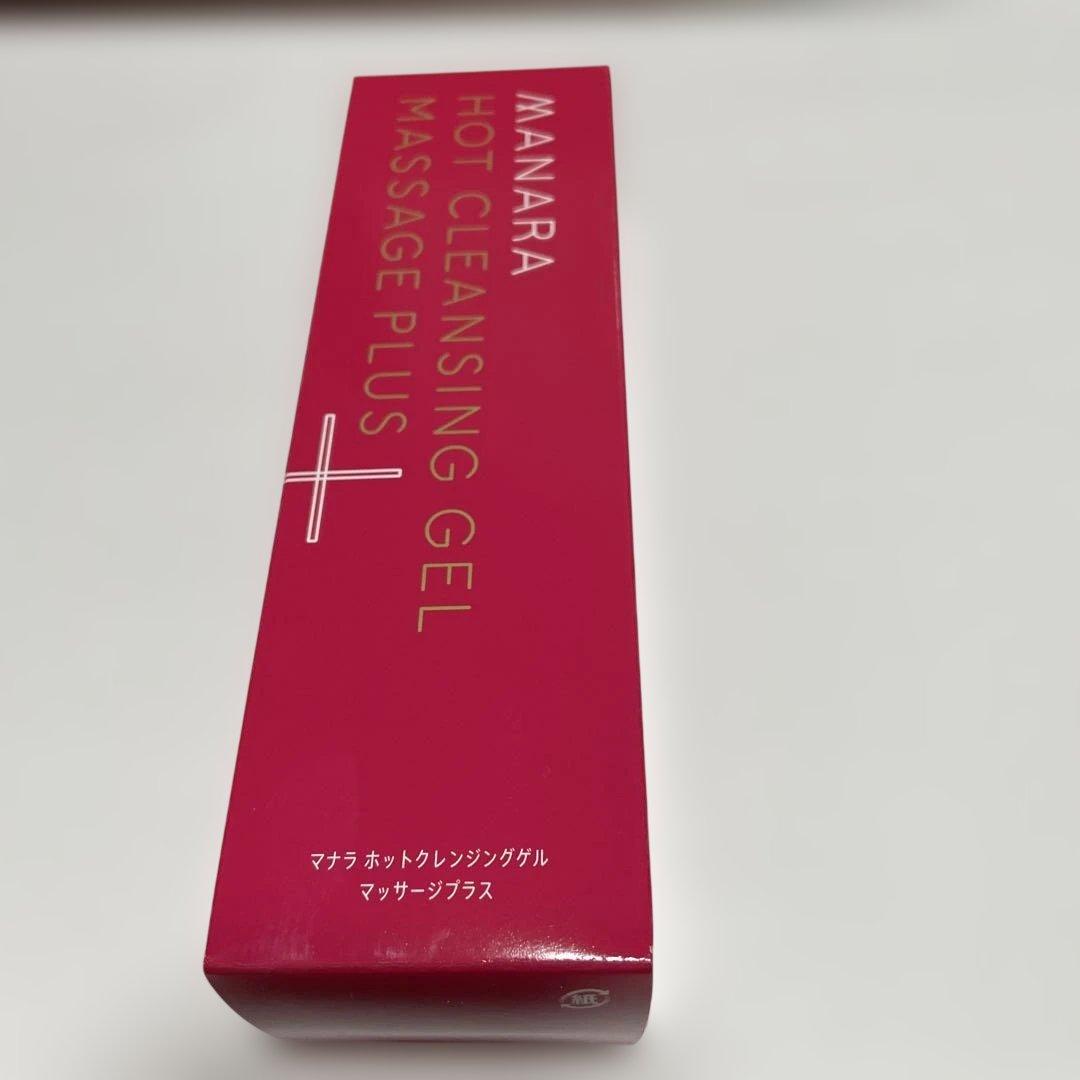 MANARA
HOT CLEANSING GEL
MASSAGE PLUS
マナラ ホットクレンジングゲル
マッサージプラス
紙